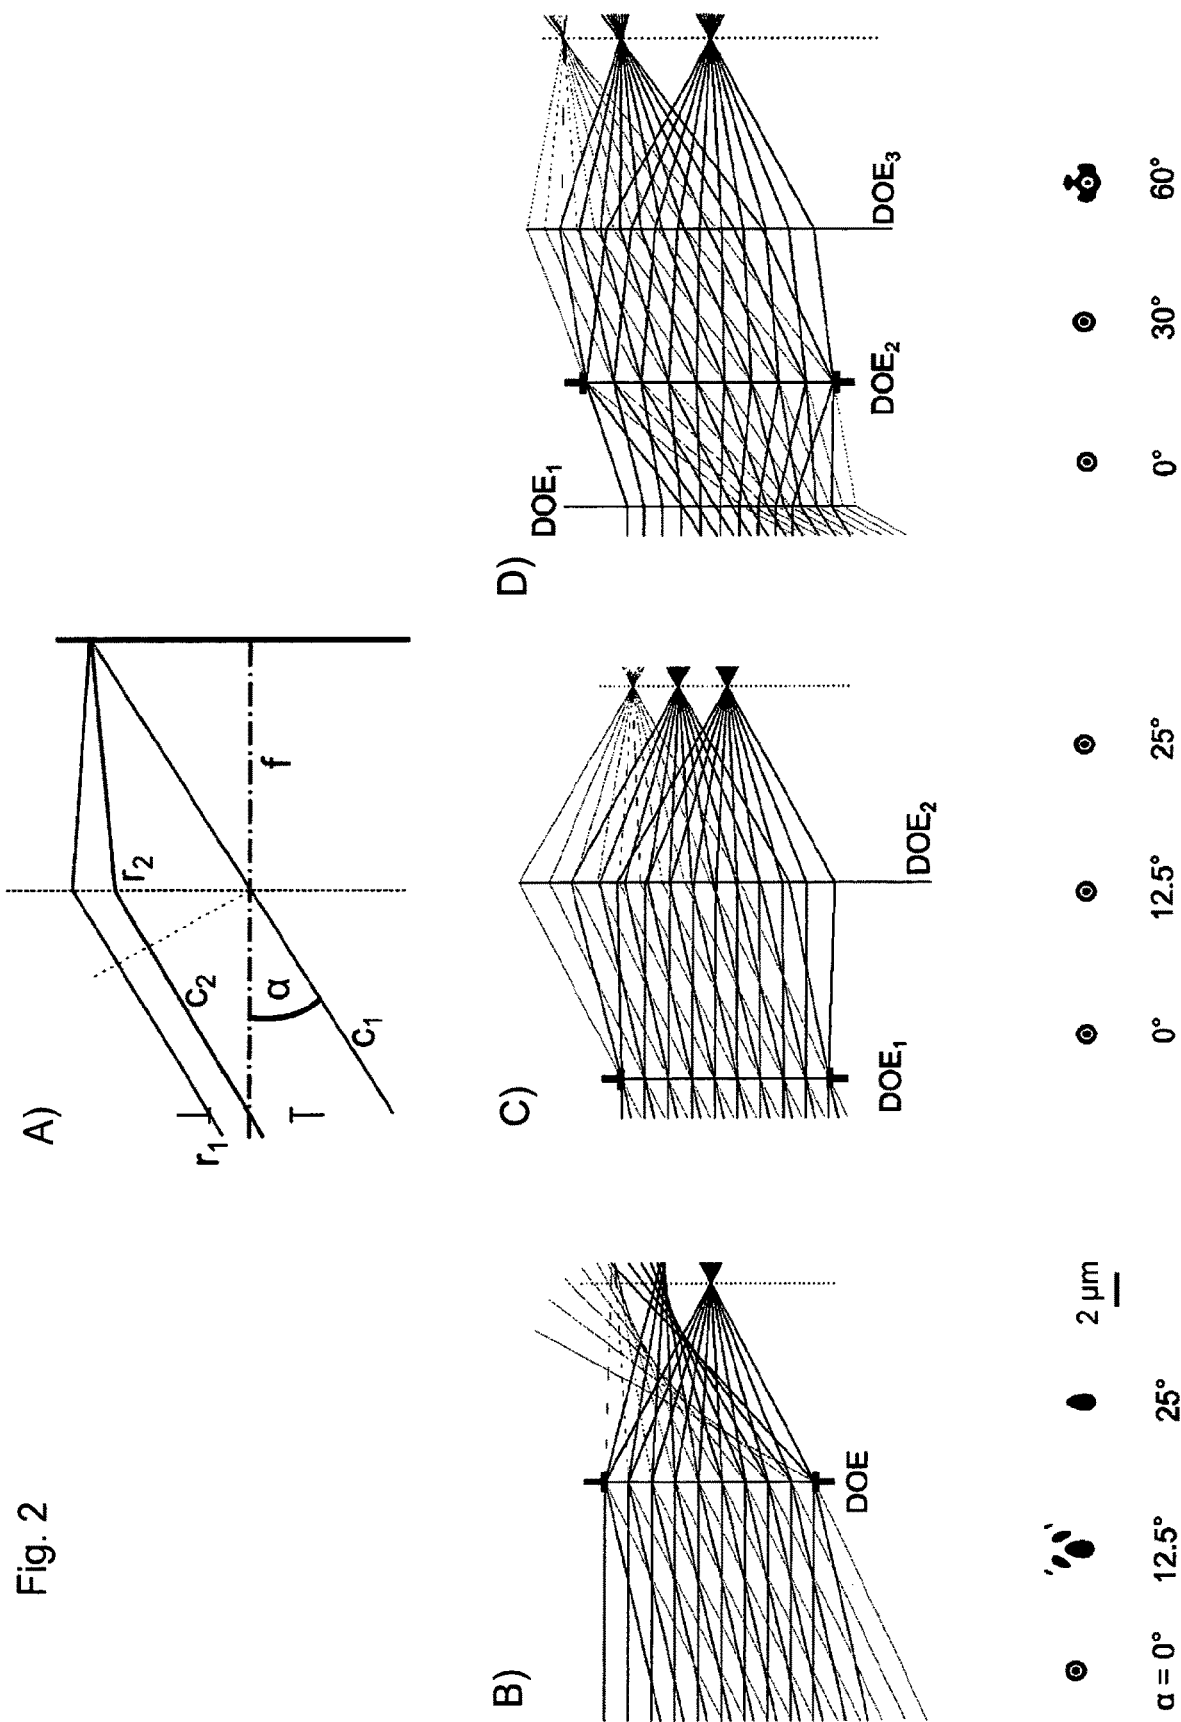 Fig. 2
A)
r₁
c₂
r₂
α
f
c₁
B)
DOE
C)
DOE₁
DOE₂
D)
DOE₁
DOE₂
DOE₃
2 µm
α = 0°
12.5°
25°
0°
12.5°
25°
0°
30°
60°